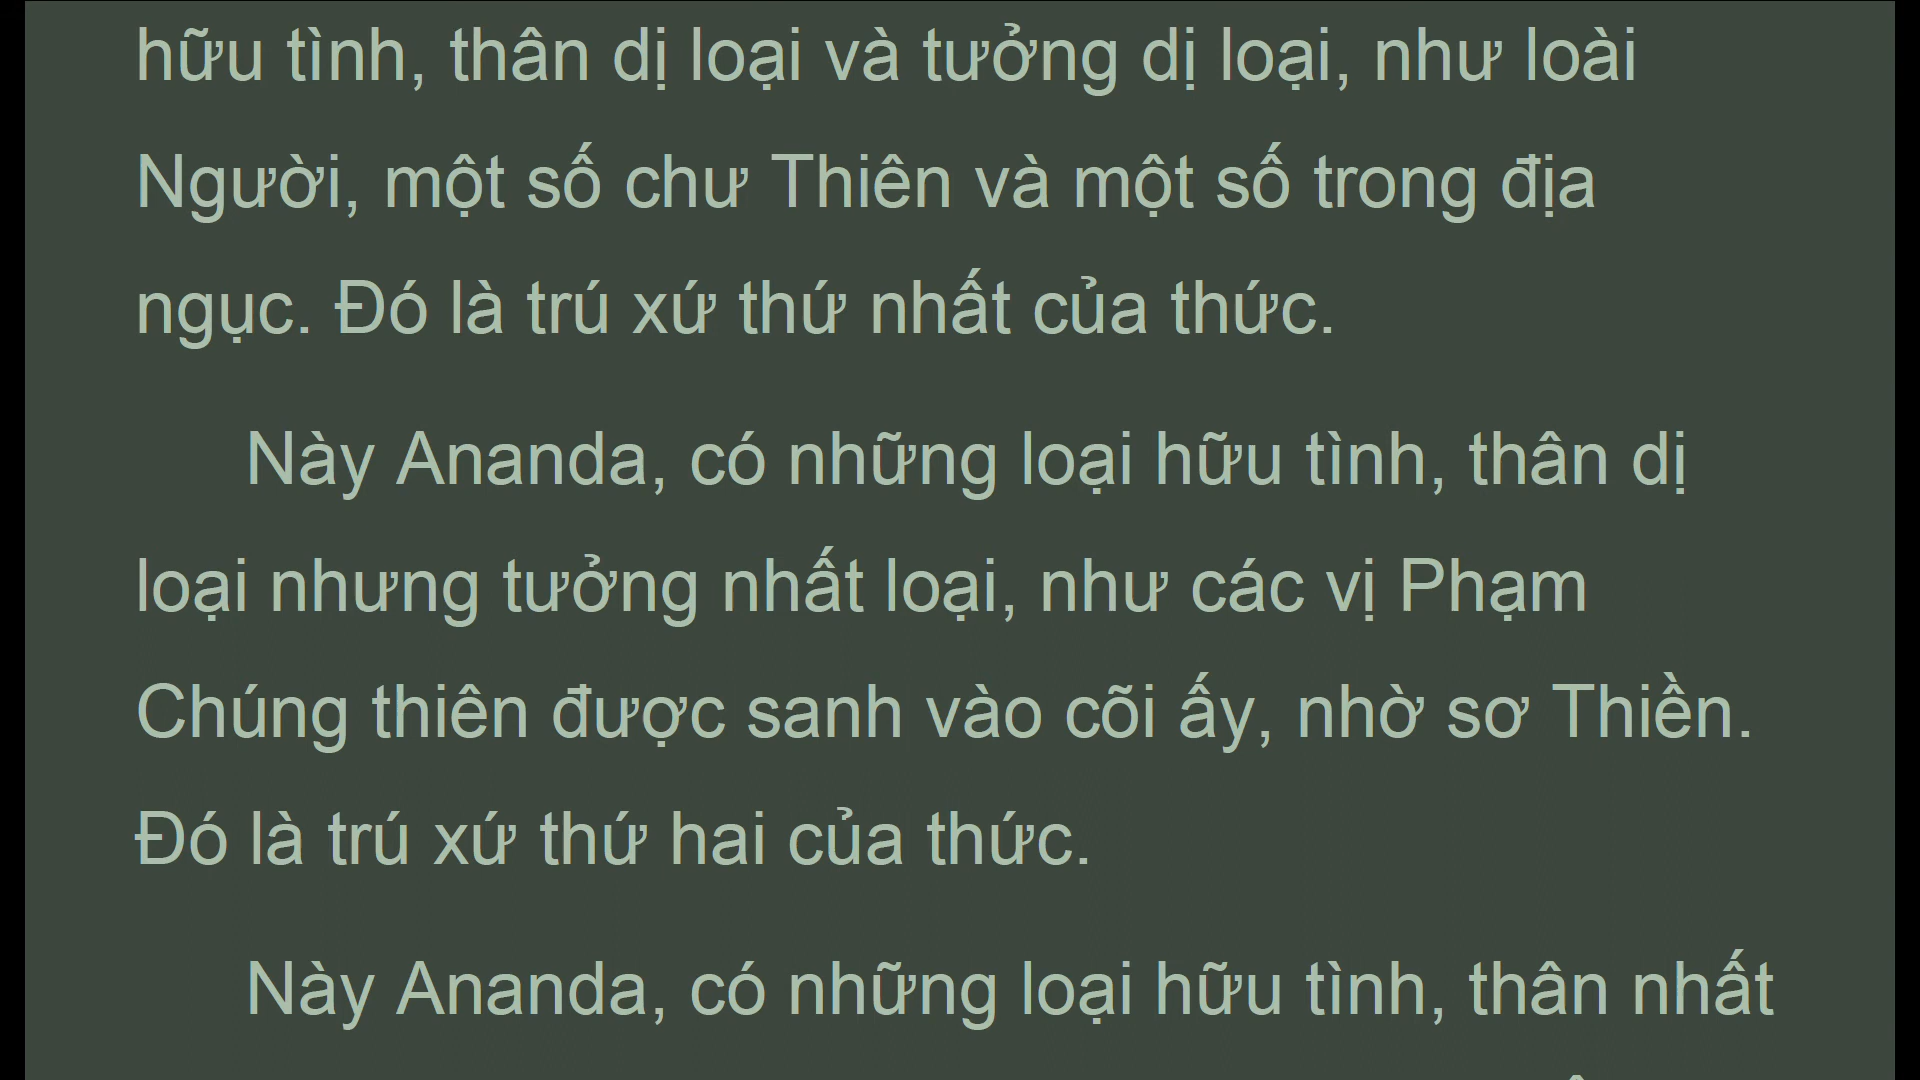 hữu tình, thân dị loại và tưởng dị loại, như loài
Người, một số chư Thiên và một số trong địa
ngục. Đó là trú xứ thứ nhất của thức.
Này Ananda, có những loại hữu tình, thân dị
loại nhưng tưởng nhất loại, như các vị Phạm
Chúng thiên được sanh vào cõi ấy, nhờ sơ Thiền.
Đó là trú xứ thứ hai của thức.
Này Ananda, có những loại hữu tình, thân nhất